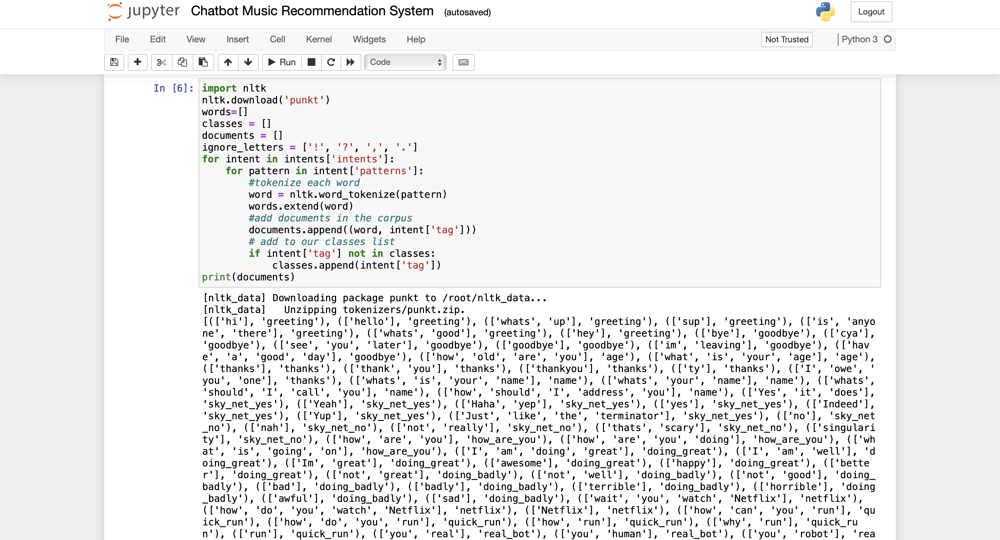 jupyter Chatbot Music Recommendation System (autosaved) Logout
File Edit View Insert Cell Kernel Widgets Help Not Trusted Python 3
Run Code
In [6]: import nltk
nltk.download('punkt')
words=[]
classes = []
documents = []
ignore_letters = ['!', '?', ',', '.']
for intent in intents['intents']:
    for pattern in intent['patterns']:
        #tokenize each word
        word = nltk.word_tokenize(pattern)
        words.extend(word)
        #add documents in the corpus
        documents.append((word, intent['tag']))
        # add to our classes list
        if intent['tag'] not in classes:
            classes.append(intent['tag'])
print(documents)
[nltk_data] Downloading package punkt to /root/nltk_data...
[nltk_data]   Unzipping tokenizers/punkt.zip.
[(['hi'], 'greeting'), (['hello'], 'greeting'), (['whats', 'up'], 'greeting'), (['sup'], 'greeting'), (['is', 'anyo
ne', 'there'], 'greeting'), (['whats', 'good'], 'greeting'), (['hey'], 'greeting'), (['bye'], 'goodbye'), (['cya'],
'goodbye'), (['see', 'you', 'later'], 'goodbye'), (['goodbye'], 'goodbye'), (['im', 'leaving'], 'goodbye'), (['hav
e', 'a', 'good', 'day'], 'goodbye'), (['how', 'old', 'are', 'you'], 'age'), (['what', 'is', 'your', 'age'], 'age'),
(['thanks'], 'thanks'), (['thank', 'you'], 'thanks'), (['thankyou'], 'thanks'), (['ty'], 'thanks'), (['I', 'owe', '
you', 'one'], 'thanks'), (['whats', 'is', 'your', 'name'], 'name'), (['whats', 'your', 'name'], 'name'), (['whats',
'should', 'I', 'call', 'you'], 'name'), (['how', 'should', 'I', 'address', 'you'], 'name'), (['Yes', 'it', 'does'],
'sky_net_yes'), (['Yeah'], 'sky_net_yes'), (['Haha', 'yep'], 'sky_net_yes'), (['yes'], 'sky_net_yes'), (['Indeed'],
'sky_net_yes'), (['Yup'], 'sky_net_yes'), (['Just', 'like', 'the', 'terminator'], 'sky_net_yes'), (['no'], 'sky_net
_no'), (['nah'], 'sky_net_no'), (['not', 'really'], 'sky_net_no'), (['thats', 'scary'], 'sky_net_no'), (['singulari
ty'], 'sky_net_no'), (['how', 'are', 'you'], 'how_are_you'), (['how', 'are', 'you', 'doing'], 'how_are_you'), (['wh
at', 'is', 'going', 'on'], 'how_are_you'), (['I', 'am', 'doing', 'great'], 'doing_great'), (['I', 'am', 'well'], 'd
oing_great'), (['Im', 'great'], 'doing_great'), (['awesome'], 'doing_great'), (['happy'], 'doing_great'), (['bette
r'], 'doing_great'), (['not', 'great'], 'doing_badly'), (['not', 'well'], 'doing_badly'), (['not', 'good'], 'doing_
badly'), (['bad'], 'doing_badly'), (['badly'], 'doing_badly'), (['terrible'], 'doing_badly'), (['horrible'], 'doing
_badly'), (['awful'], 'doing_badly'), (['sad'], 'doing_badly'), (['wait', 'you', 'watch', 'Netflix'], 'netflix'),
(['how', 'do', 'you', 'watch', 'Netflix'], 'netflix'), (['Netflix'], 'netflix'), (['how', 'can', 'you', 'run'], 'qu
ick_run'), (['how', 'do', 'you', 'run'], 'quick_run'), (['how', 'run'], 'quick_run'), (['why', 'run'], 'quick_ru
n'), (['run'], 'quick_run'), (['you', 'real'], 'real_bot'), (['you', 'human'], 'real_bot'), (['you', 'robot'], 'rea